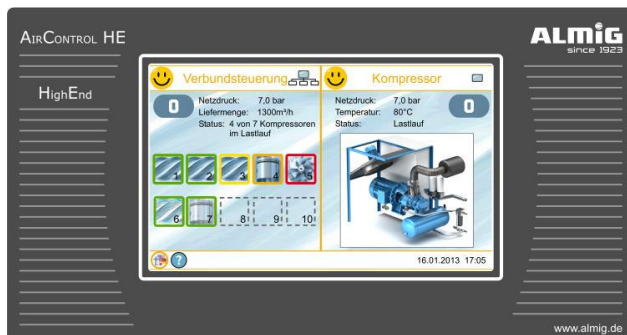 AIRCONTROL HE
HighEnd
ALMiG
since 1923
Verbundsteuerung
0
Netzdruck: 7,0 bar
Liefermenge: 1300m³/h
Status: 4 von 7 Kompressoren
im Lastlauf
1 2 3 4 5
6 7 8 9 10
Kompressor
Netzdruck: 7,0 bar
Temperatur: 80°C
Status: Lastlauf
0
?
16.01.2013 17:05
www.almig.de